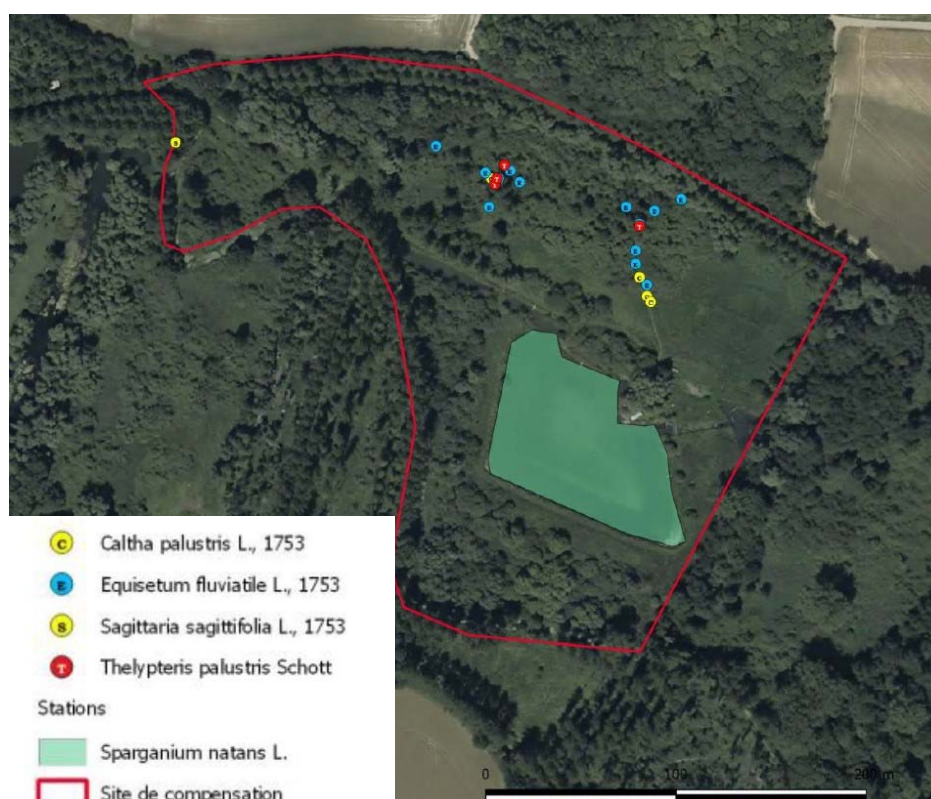 C Caltha palustris L., 1753
E Equisetum fluviatile L., 1753
S Sagittaria sagittifolia L., 1753
T Thelypteris palustris Schott
Stations
Sparganium natans L.
Site de compensation
0 100 200 m